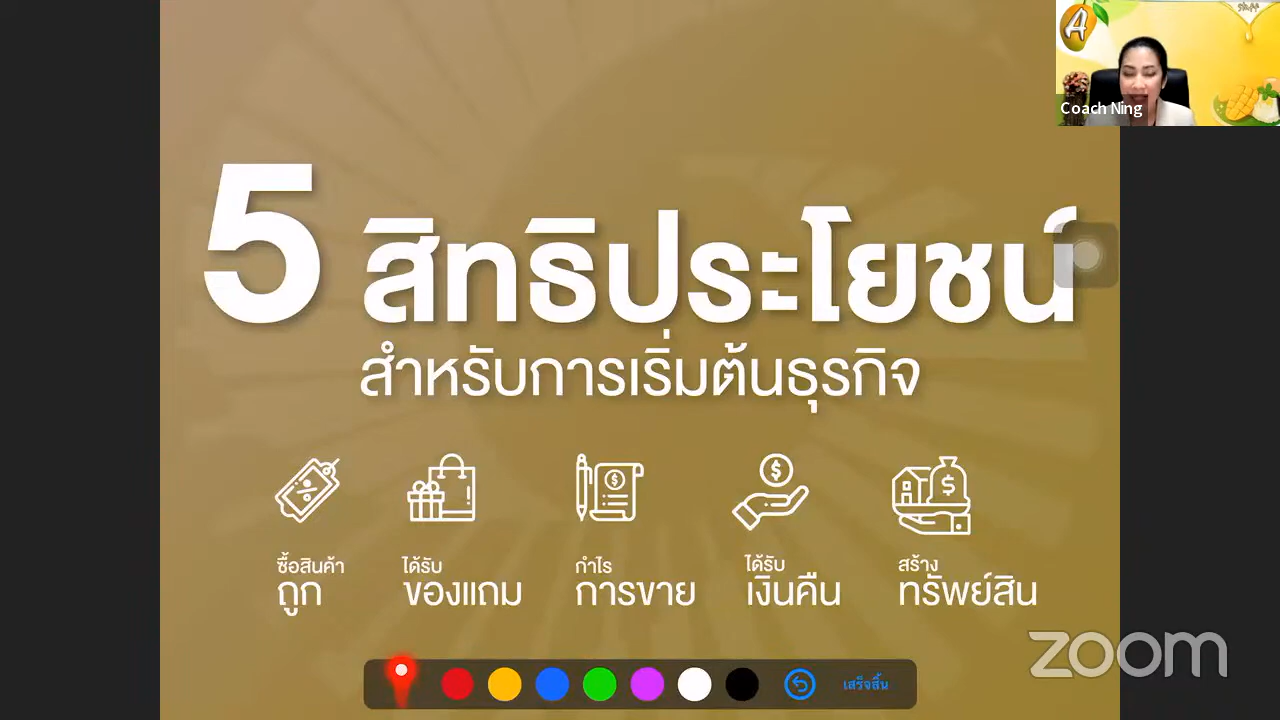 A
Coach Ning
5 สิทธิประโยชน์
สำหรับการเริ่มต้นธุรกิจ
ซื้อสินค้า
ถูก
ได้รับ
ของแถม
กำไร
การขาย
ได้รับ
เงินคืน
สร้าง
ทรัพย์สิน
zoom
เสร็จสิ้น